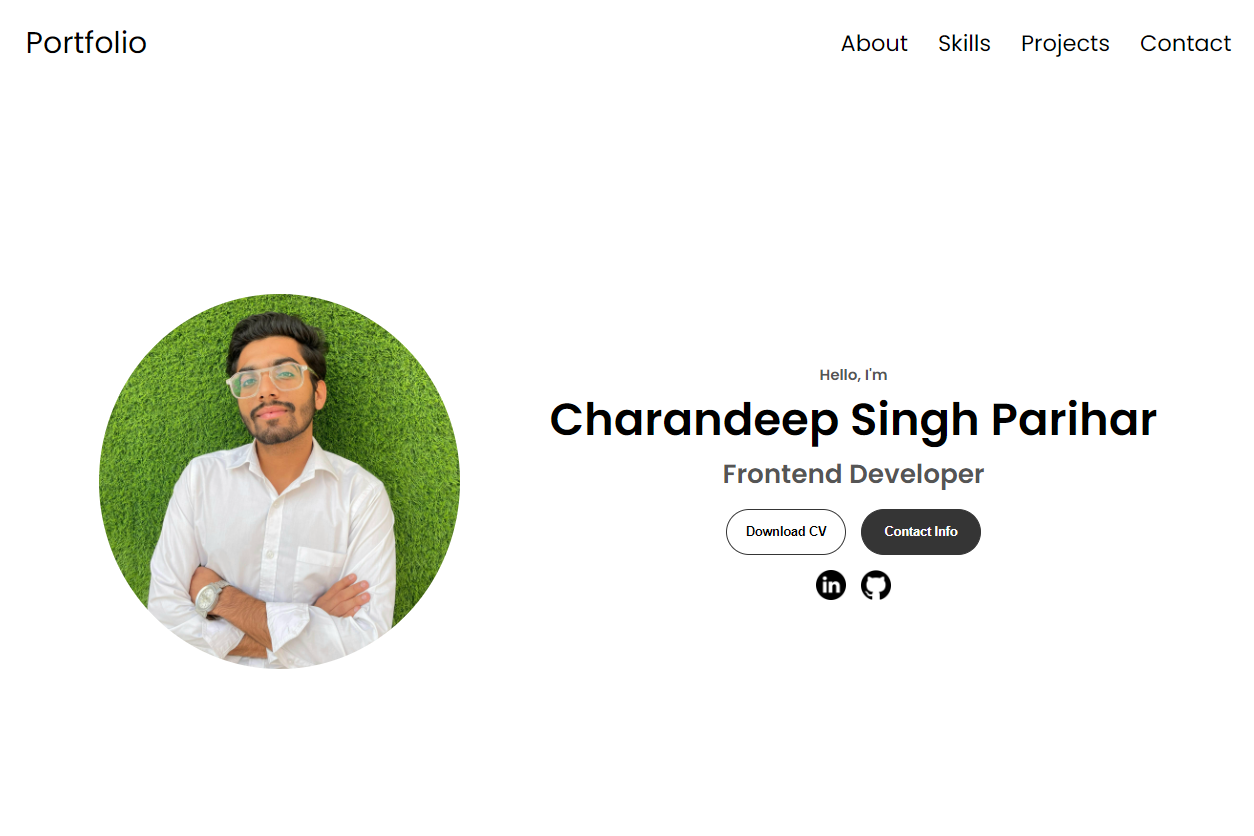 Portfolio
About Skills Projects Contact
Hello, I'm
Charandeep Singh Parihar
Frontend Developer
Download CV
Contact Info
in